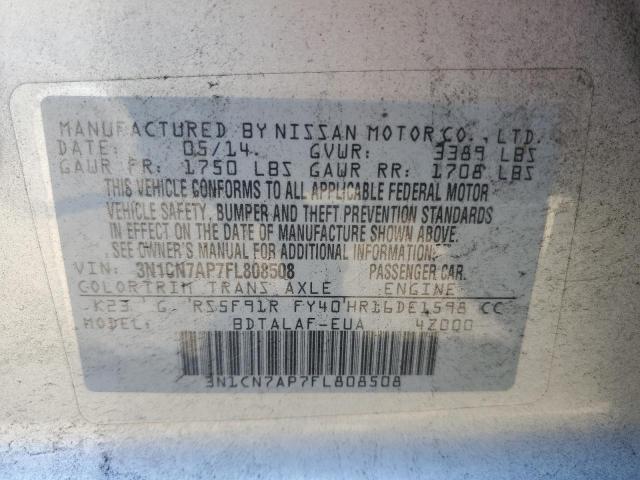 MANUFACTURED BY NISSAN MOTOR CO., LTD.
DATE: 05/14 GVWR: 3389 LBS
GAWR FR: 1750 LBS GAWR RR: 1708 LBS
THIS VEHICLE CONFORMS TO ALL APPLICABLE FEDERAL MOTOR
VEHICLE SAFETY, BUMPER AND THEFT PREVENTION STANDARDS
IN EFFECT ON THE DATE OF MANUFACTURE SHOWN ABOVE.
SEE OWNER'S MANUAL FOR ADDITIONAL INFORMATION.
VIN: 3N1CN7AP7FL808508 PASSENGER CAR.
COLOR TRIM TRANS AXLE ENGINE
K23 G RS5F91R FY40 HR16DE1598 CC
MODEL: BDTALAF-EUA 4Z000
3N1CN7AP7FL808508